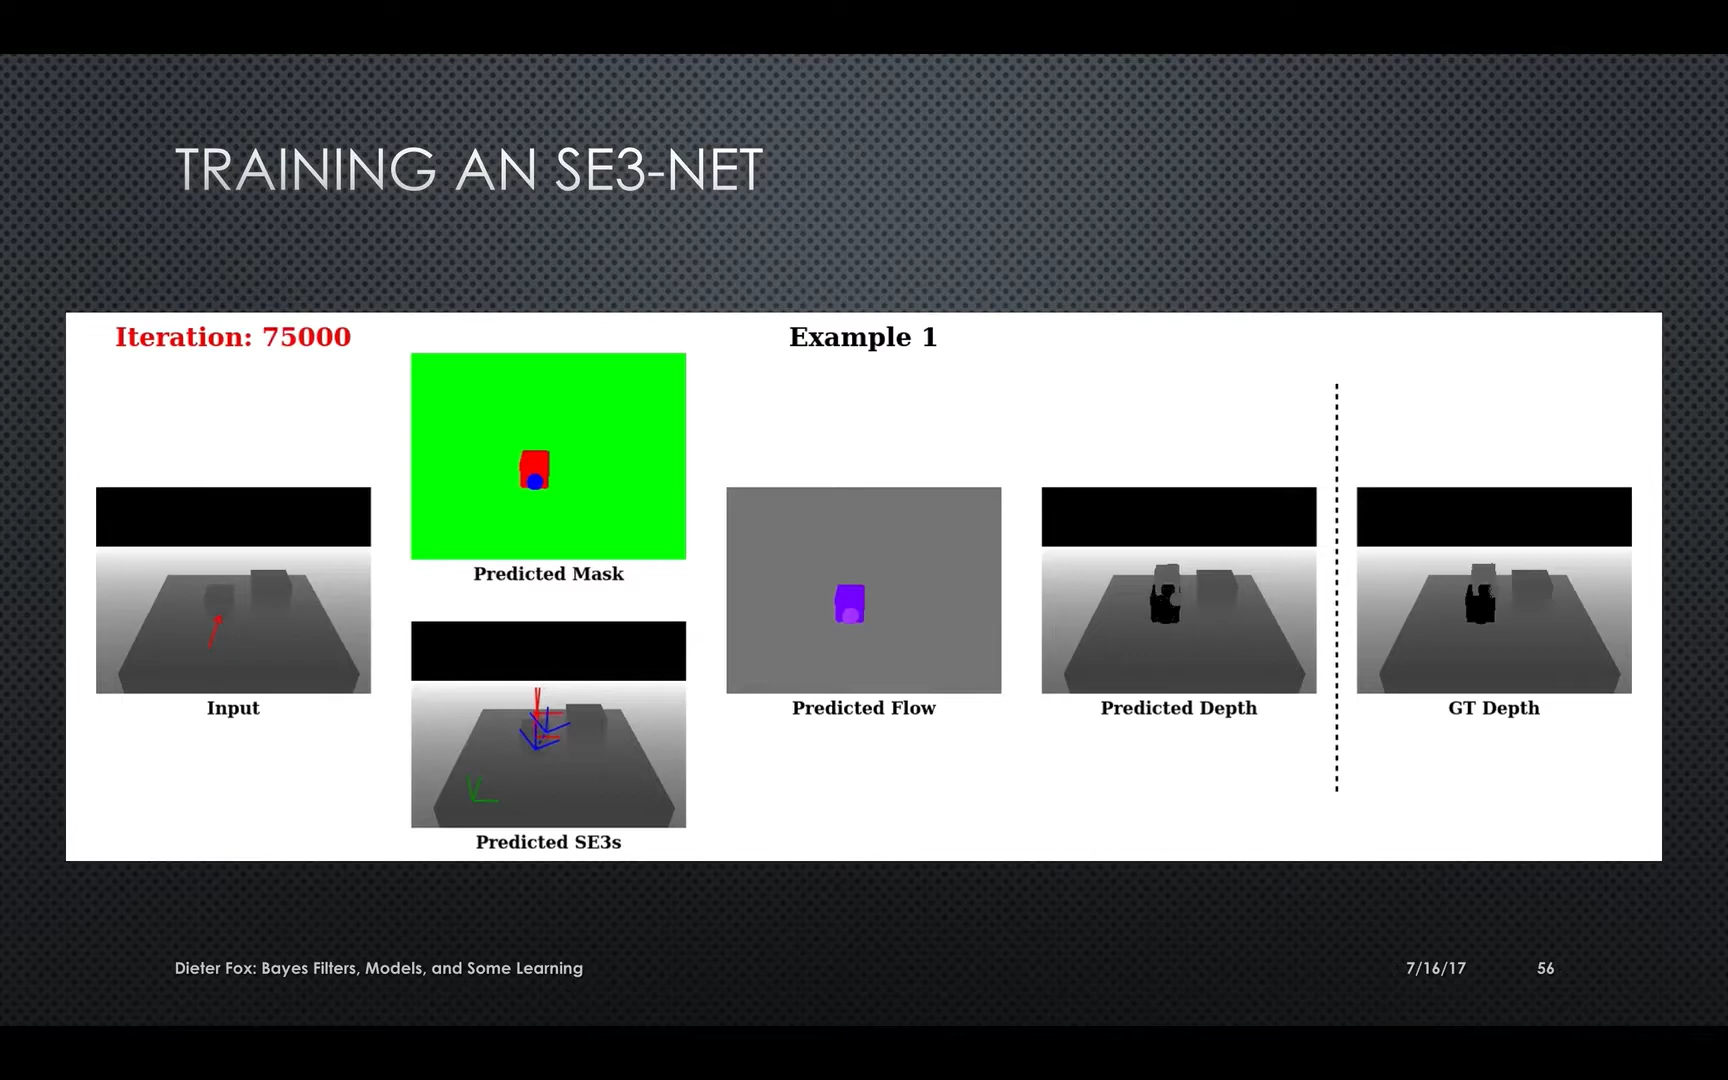 TRAINING AN SE3-NET
Iteration: 75000
Example 1
Predicted Mask
Input
Predicted Flow
Predicted Depth
GT Depth
Predicted SE3s
Dieter Fox: Bayes Filters, Models, and Some Learning
7/16/17
56